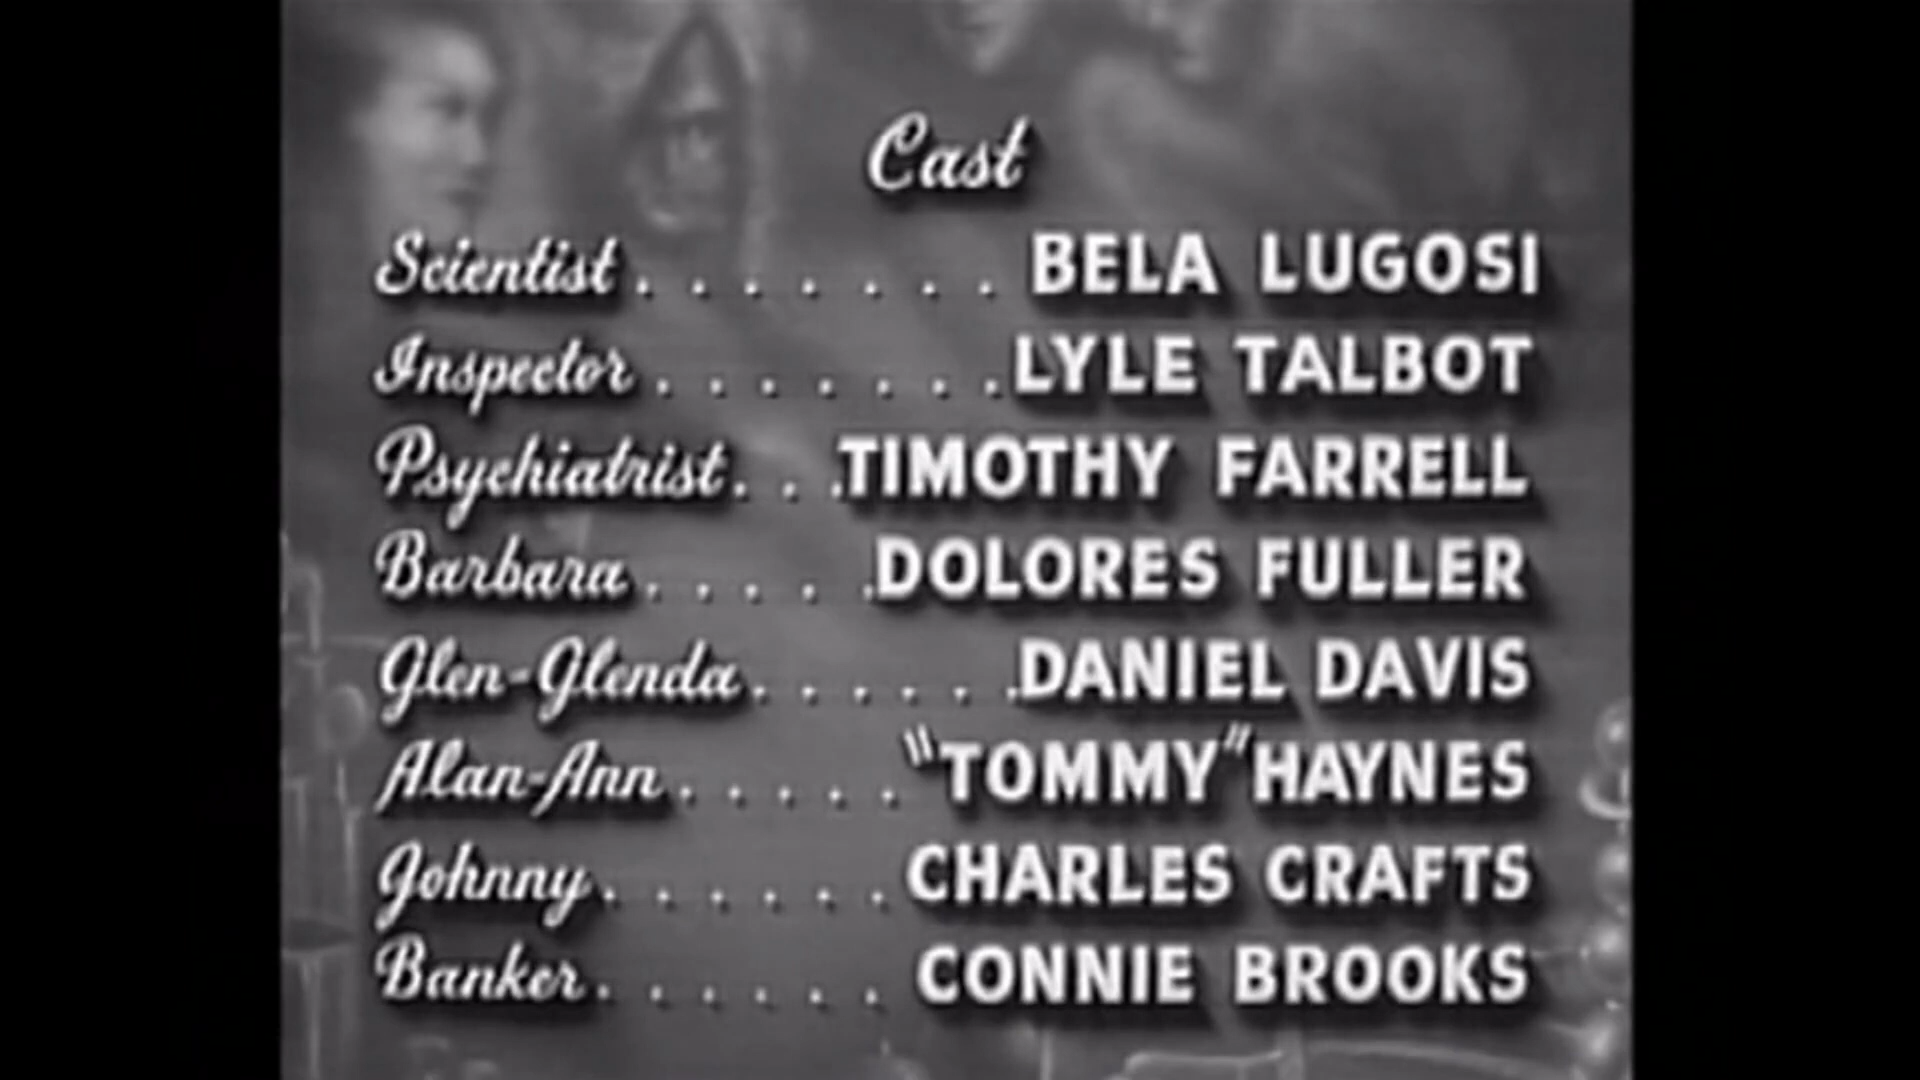 Cast
Scientist . . . . . . . BELA LUGOSI
Inspector . . . . . . . LYLE TALBOT
Psychiatrist . . . TIMOTHY FARRELL
Barbara . . . . . DOLORES FULLER
Glen-Glenda . . . . . . DANIEL DAVIS
Alan-Ann . . . . . "TOMMY" HAYNES
Johnny . . . . . . CHARLES CRAFTS
Banker . . . . . . CONNIE BROOKS